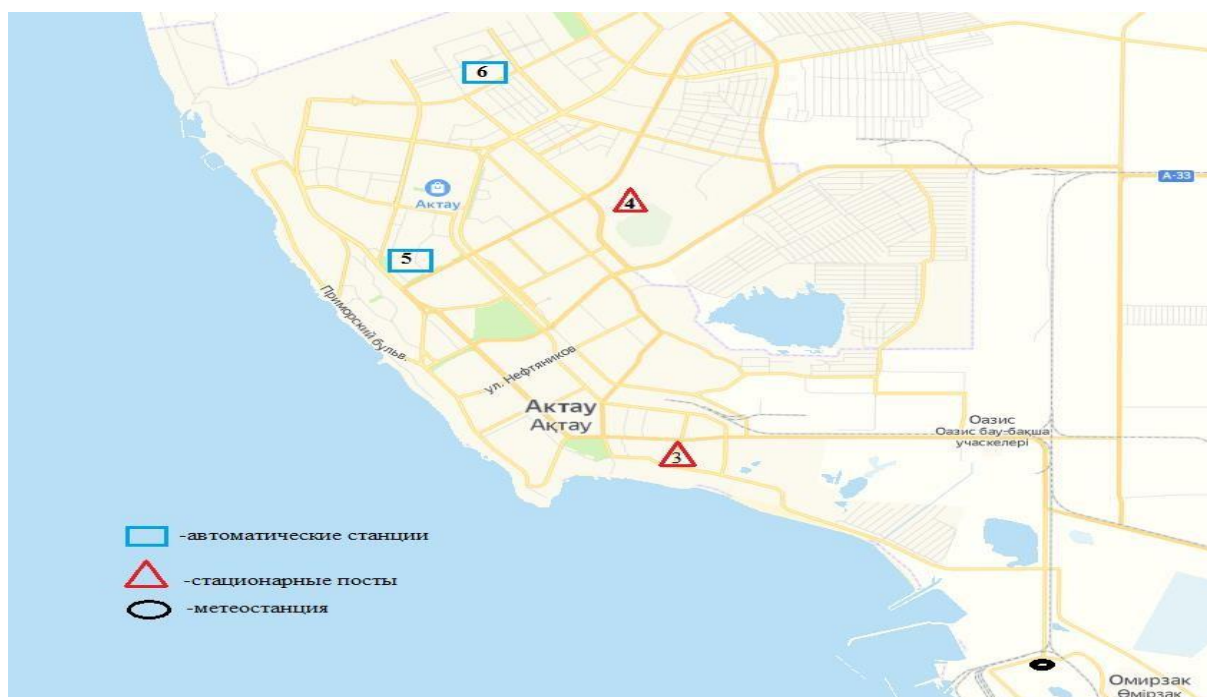 6
А-33
4
Актау
5
Приморский бульв.
ул. Нефтяников
Актау
Ақтау
Оазис
Оазис бау-бақша
учаскелері
3
-автоматические станции
-стационарные посты
-метеостанция
Омирзак
Өмірзақ